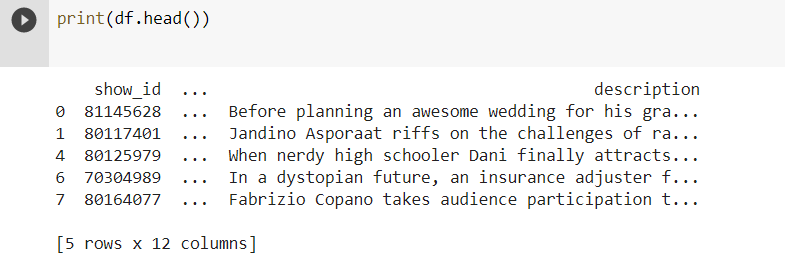 print(df.head())
show_id ... description
0 81145628 ... Before planning an awesome wedding for his gra...
1 80117401 ... Jandino Asporaat riffs on the challenges of ra...
4 80125979 ... When nerdy high schooler Dani finally attracts...
6 70304989 ... In a dystopian future, an insurance adjuster f...
7 80164077 ... Fabrizio Copano takes audience participation t...
[5 rows x 12 columns]